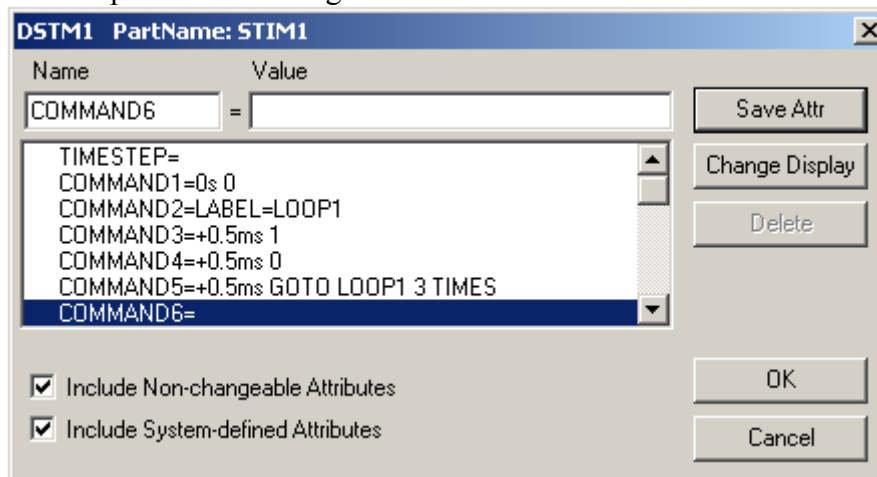 DSTM1 PartName: STIM1
Name Value
COMMAND6 =
Save Attr
TIMESTEP=
COMMAND1=0s 0
COMMAND2=LABEL=LOOP1
COMMAND3=+0.5ms 1
COMMAND4=+0.5ms 0
COMMAND5=+0.5ms GOTO LOOP1 3 TIMES
COMMAND6=
Change Display
Delete
Include Non-changeable Attributes
Include System-defined Attributes
OK
Cancel